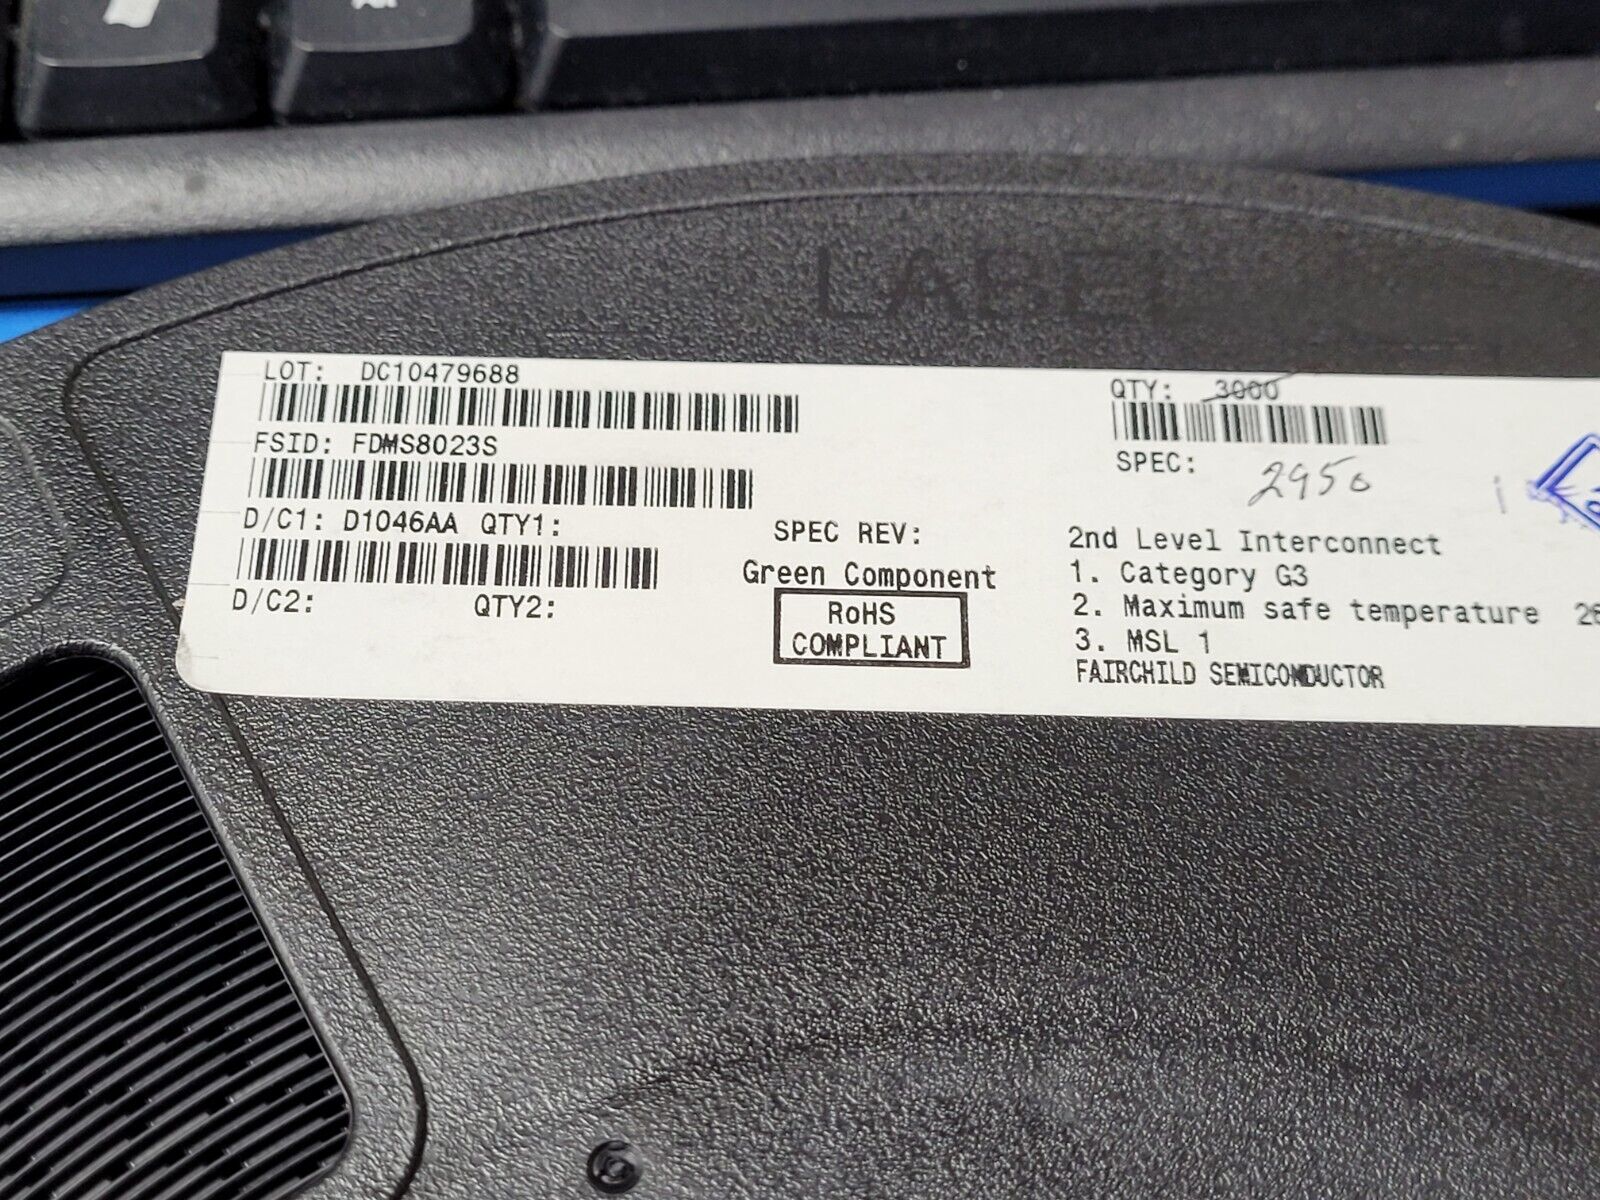 LABEL
LOT: DC10479688
QTY: 3000
FSID: FDMS8023S
SPEC: 2950
D/C1: D1046AA QTY1:
SPEC REV:
2nd Level Interconnect
Green Component
1. Category G3
D/C2: QTY2:
RoHS
COMPLIANT
2. Maximum safe temperature
3. MSL 1
FAIRCHILD SEMICONDUCTOR